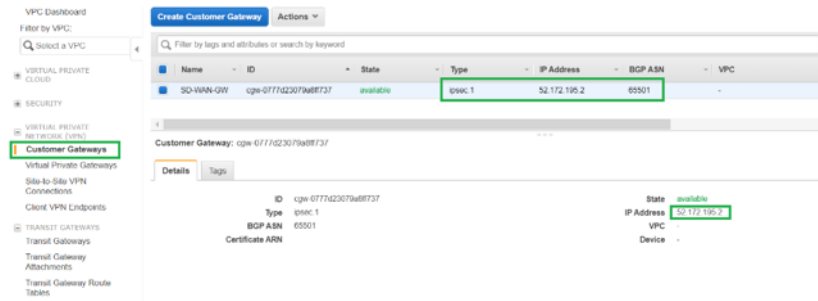 VPC Dashboard
Filter by VPC:
Select a VPC
VIRTUAL PRIVATE
CLOUD
SECURITY
VIRTUAL PRIVATE
NETWORK (VPN)
Customer Gateways
Virtual Private Gateways
Site-to-Site VPN
Connections
Client VPN Endpoints
TRANSIT GATEWAYS
Transit Gateways
Transit Gateway
Attachments
Transit Gateway Route
Tables
Create Customer Gateway Actions
Filter by tags and attributes or search by keyword
Name ID State Type IP Address BGP ASN VPC
SD-WAN-GW cgw-0777d23079a8ff737 available ipsec.1 52.172.195.2 65501 -
Customer Gateway: cgw-0777d23079a8ff737
Details Tags
ID cgw-0777d23079a8ff737 State available
Type ipsec.1 IP Address 52.172.195.2
BGP ASN 65501 VPC -
Certificate ARN Device -